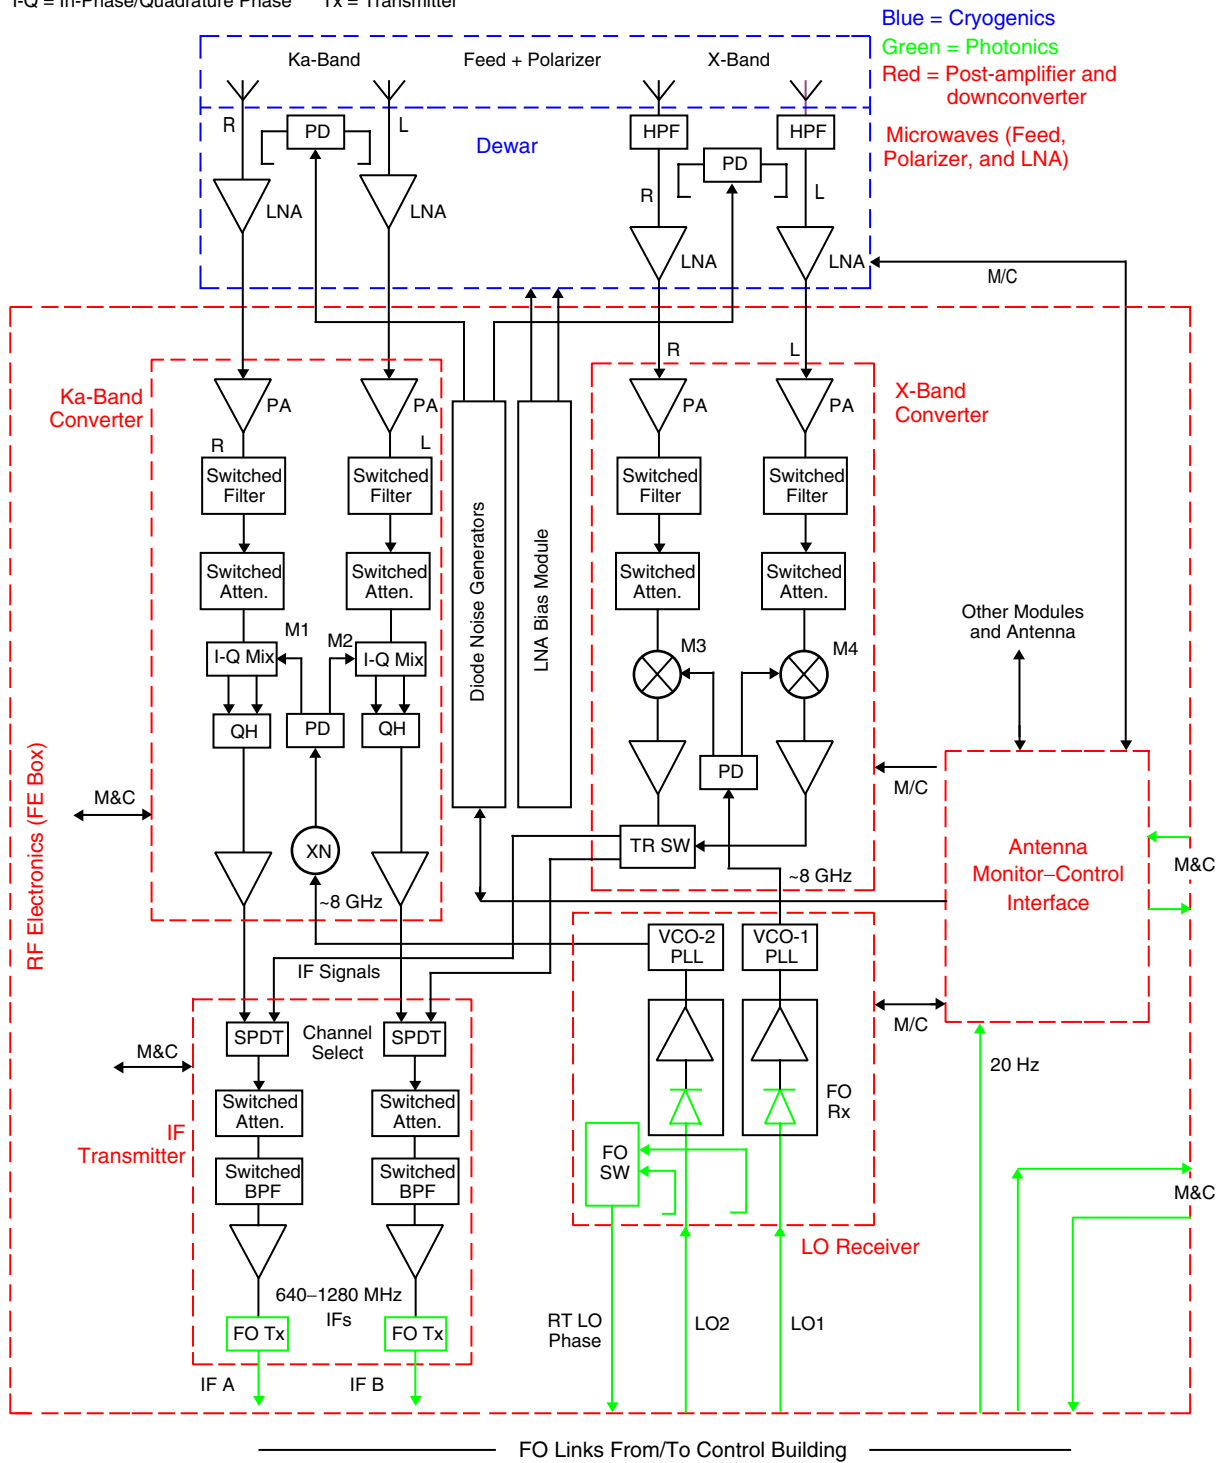 I-Q = In-Phase/Quadrature Phase Tx = Transmitter
Blue = Cryogenics
Green = Photonics
Red = Post-amplifier and
downconverter
Microwaves (Feed,
Polarizer, and LNA)
Ka-Band Feed + Polarizer X-Band
R PD L HPF HPF
Dewar
PD
R L
LNA LNA
LNA LNA
M/C
R L
Ka-Band
Converter
X-Band
Converter
PA PA PA PA
R L
Switched
Filter
Switched
Filter
Switched
Filter
Switched
Filter
Switched
Atten.
Switched
Atten.
Switched
Atten.
Switched
Atten.
Diode Noise Generators
LNA Bias Module
Other Modules
and Antenna
M1 M2 M3 M4
I-Q Mix I-Q Mix
QH PD QH
PD
M/C
RF Electronics (FE Box)
M&C
XN
TR SW
~8 GHz
~8 GHz
Antenna
Monitor–Control
Interface
M&C
VCO-2
PLL
VCO-1
PLL
IF Signals
M/C
SPDT Channel
Select SPDT
M&C
20 Hz
Switched
Atten.
Switched
Atten.
FO
Rx
IF
Transmitter
Switched
BPF
Switched
BPF
FO
SW
M&C
LO Receiver
640–1280 MHz
IFs
FO Tx FO Tx
RT LO
Phase
LO2 LO1
IF A IF B
FO Links From/To Control Building